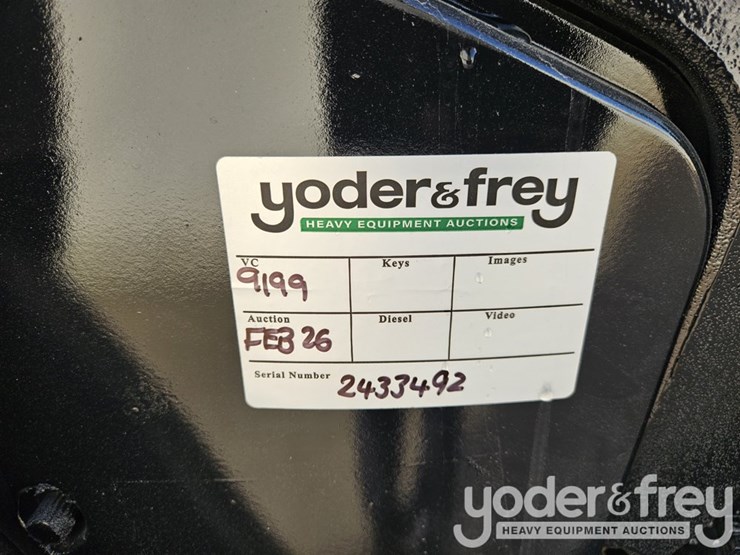 yoder&frey
HEAVY EQUIPMENT AUCTIONS
VC Keys Images
9199
Auction Diesel Video
FEB 26
Serial Number 2433492
yoder&frey
HEAVY EQUIPMENT AUCTIONS